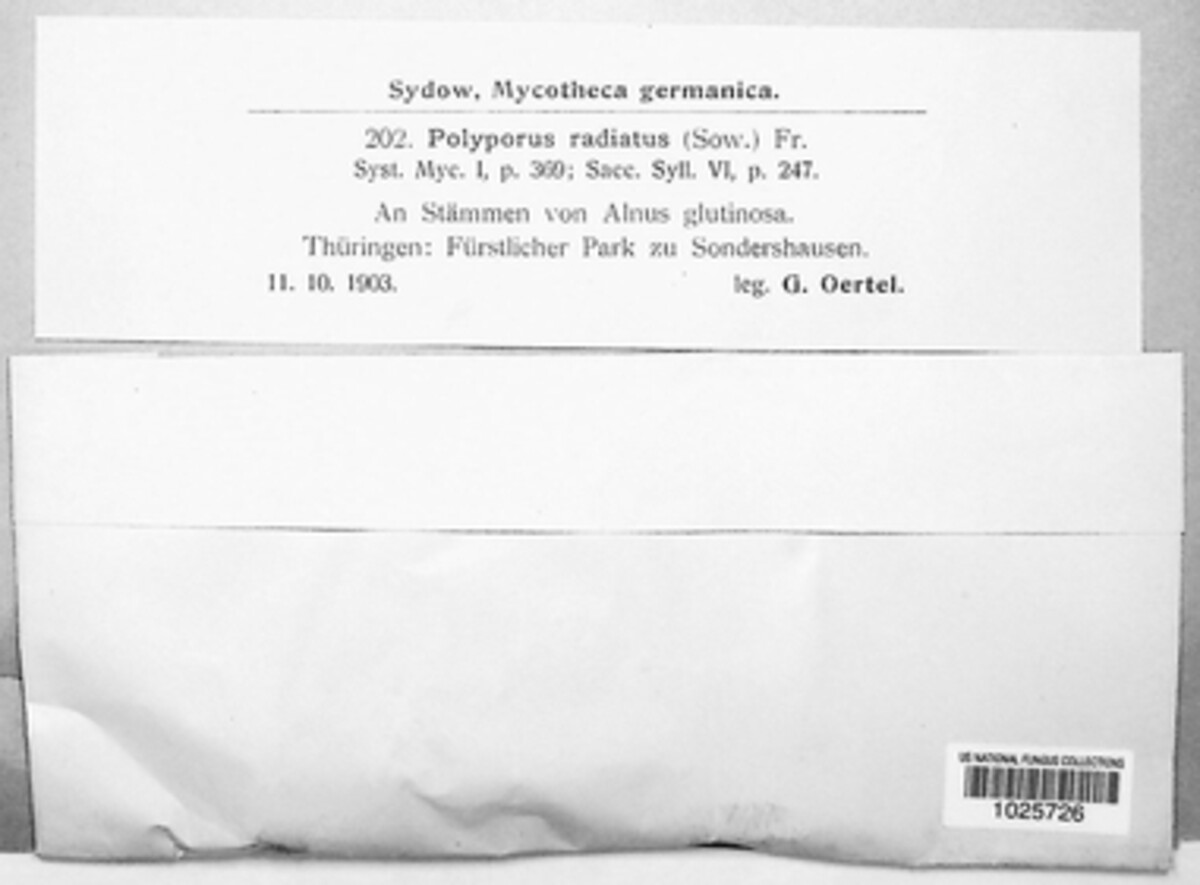 Sydow, Mycotheca germanica.
202. Polyporus radiatus (Sow.) Fr.
Syst. Myc. I, p. 369; Sacc. Syll. VI, p. 247.
An Stämmen von Alnus glutinosa.
Thüringen: Fürstlicher Park zu Sondershausen.
11. 10. 1903. leg. G. Oertel.
US NATIONAL FUNGUS COLLECTIONS
1025726